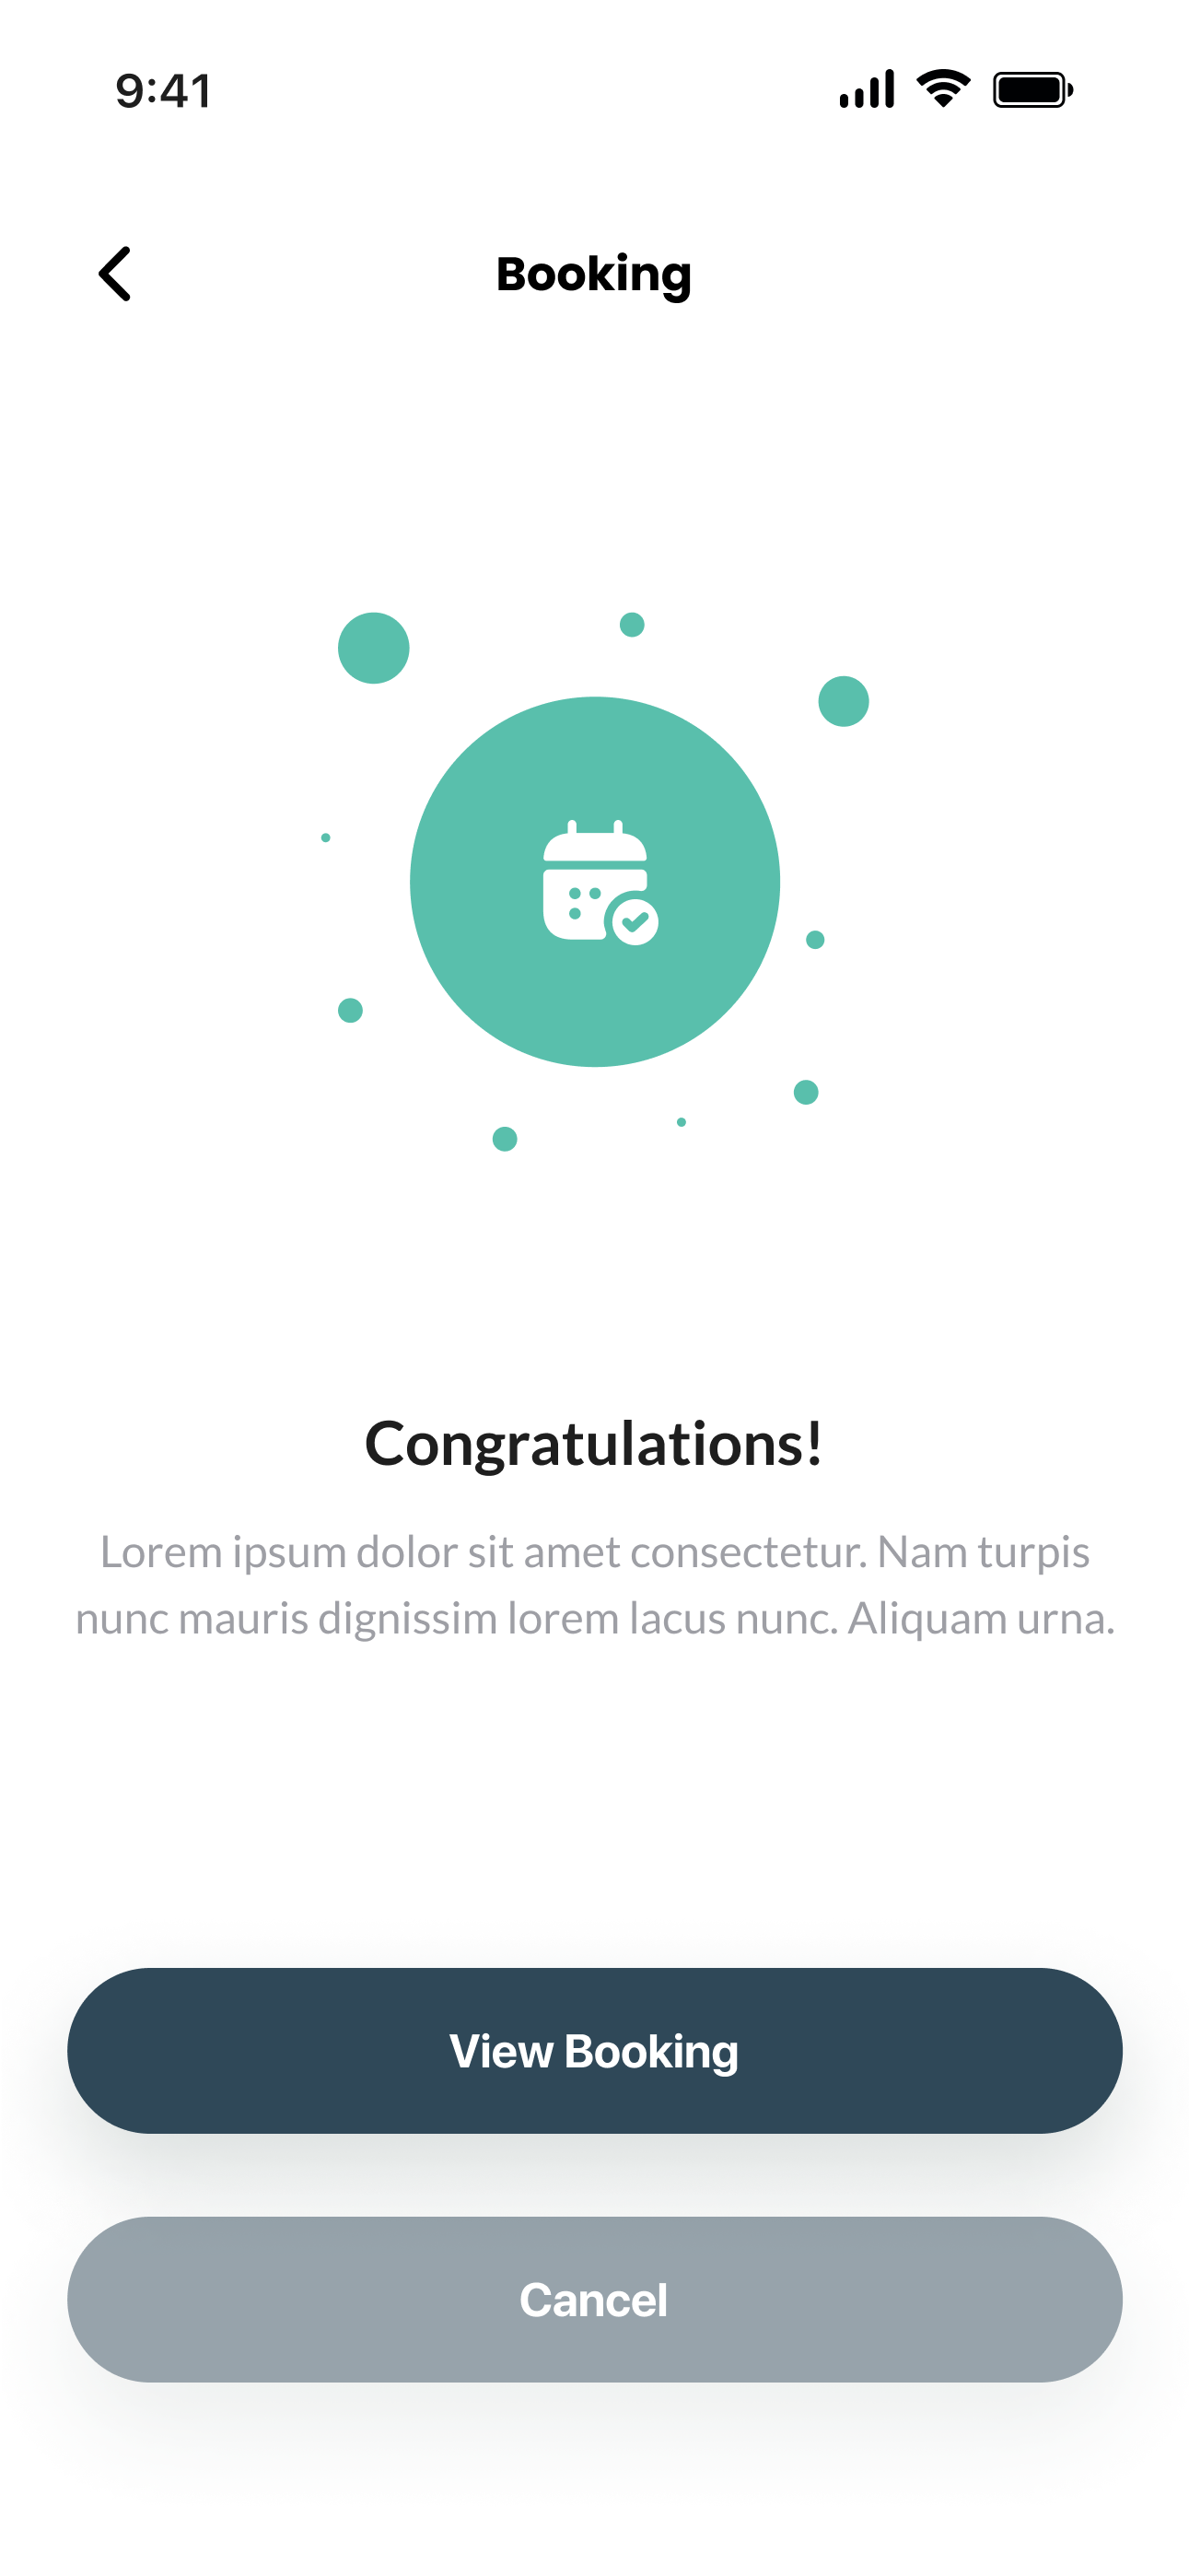 9:41
Booking
Congratulations!
Lorem ipsum dolor sit amet consectetur. Nam turpis
nunc mauris dignissim lorem lacus nunc. Aliquam urna.
View Booking
Cancel